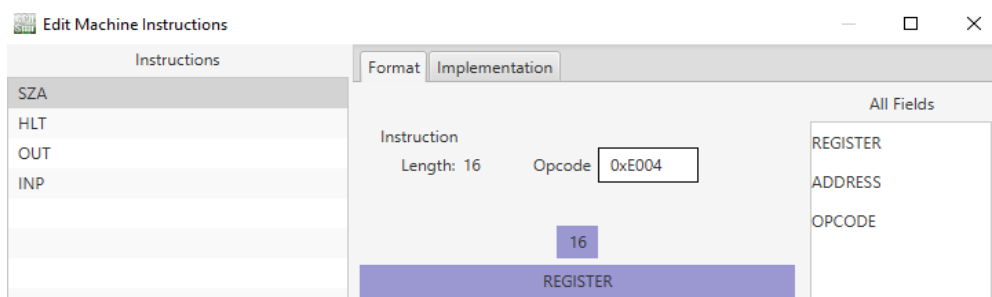 Edit Machine Instructions
Instructions
SZA
HLT
OUT
INP
Format Implementation
Instruction
Length: 16 Opcode 0xE004
16
REGISTER
All Fields
REGISTER
ADDRESS
OPCODE